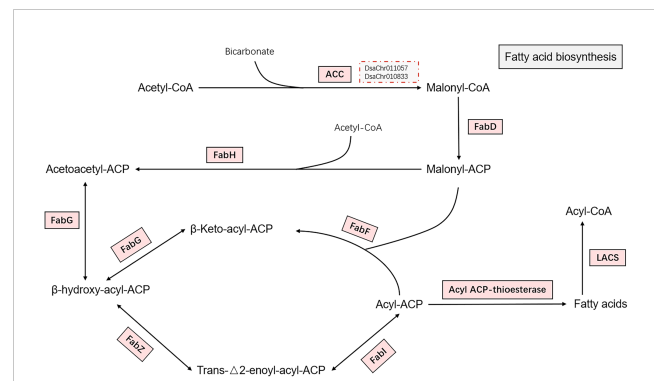 Bicarbonate
Fatty acid biosynthesis
ACC
DsaChr011057
DsaChr010833
Acetyl-CoA
Malonyl-CoA
FabD
Acetyl-CoA
FabH
Acetoacetyl-ACP
Malonyl-ACP
Acyl-CoA
FabG
FabG
β-Keto-acyl-ACP
FabF
LACS
β-hydroxy-acyl-ACP
Acyl ACP-thioesterase
Acyl-ACP
Fatty acids
FabZ
FabI
Trans-△2-enoyl-acyl-ACP